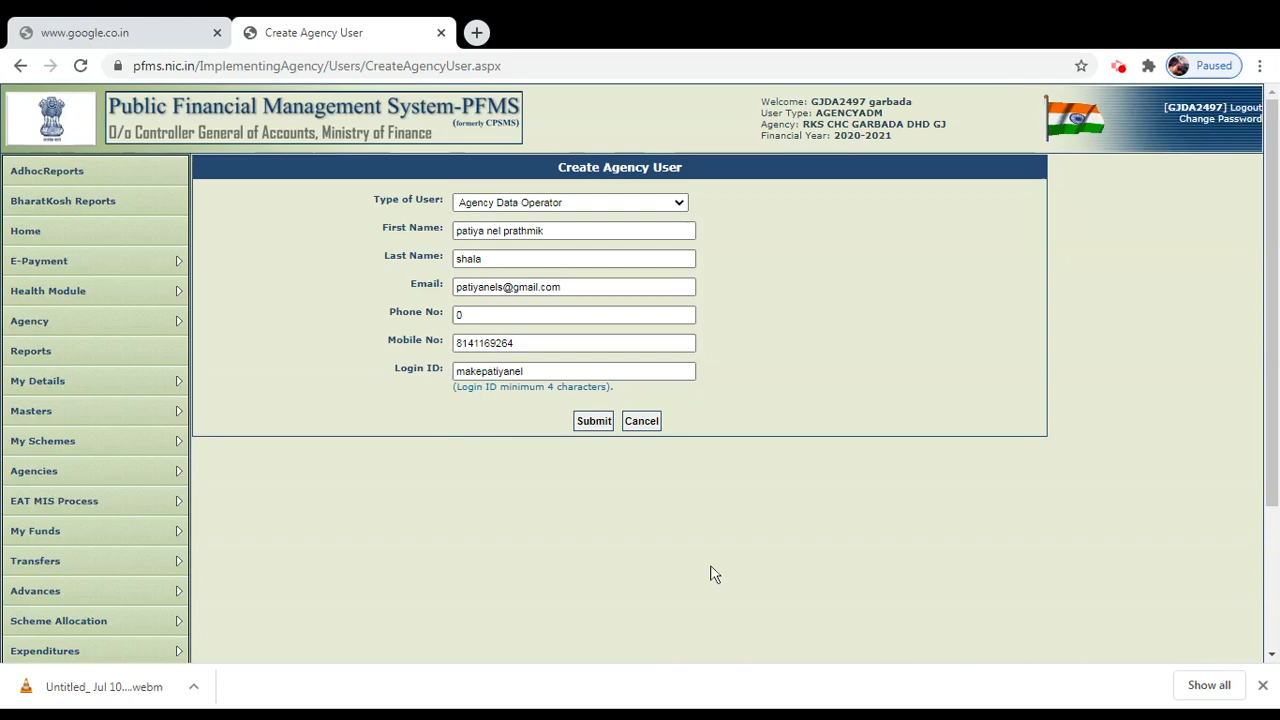 www.google.co.in
Create Agency User
pfms.nic.in/ImplementingAgency/Users/CreateAgencyUser.aspx
Paused
Public Financial Management System-PFMS
(formerly CPSMS)
O/o Controller General of Accounts, Ministry of Finance
Welcome: GJDA2497 garbada
User Type: AGENCYADM
Agency: RKS CHC GARBADA DHD GJ
Financial Year: 2020-2021
[GJDA2497] Logout
Change Password
AdhocReports
BharatKosh Reports
Home
E-Payment
Health Module
Agency
Reports
My Details
Masters
My Schemes
Agencies
EAT MIS Process
My Funds
Transfers
Advances
Scheme Allocation
Expenditures
Create Agency User
Type of User: Agency Data Operator
First Name: patiya nel prathmik
Last Name: shala
Email: patiyanels@gmail.com
Phone No: 0
Mobile No: 8141169264
Login ID: makepatiyanel
(Login ID minimum 4 characters).
Submit Cancel
Untitled_ Jul 10....webm
Show all